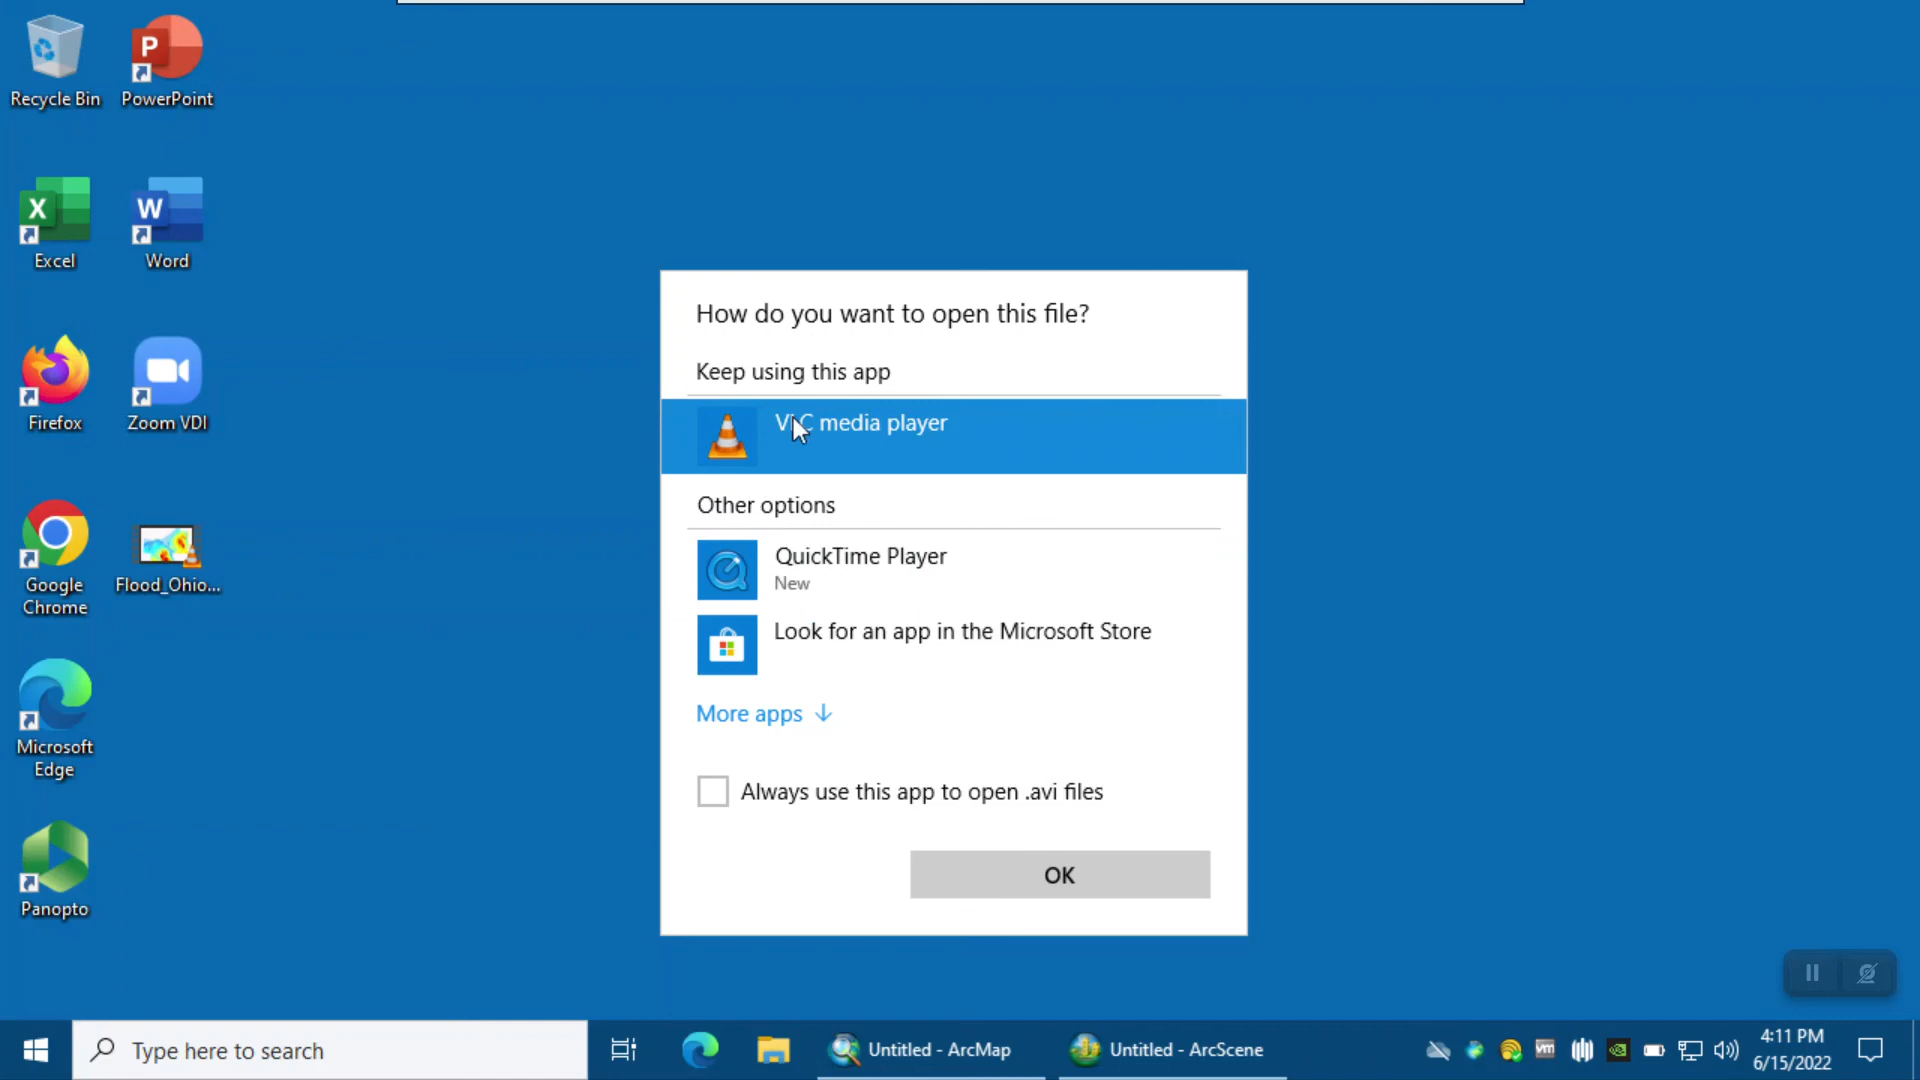 Recycle Bin
PowerPoint
Excel
Word
Firefox
Zoom VDI
Google
Chrome
Flood_Ohio...
Microsoft
Edge
Panopto
How do you want to open this file?
Keep using this app
VLC media player
Other options
QuickTime Player
New
Look for an app in the Microsoft Store
More apps
Always use this app to open .avi files
OK
Type here to search
Untitled - ArcMap
Untitled - ArcScene
vm
4:11 PM
6/15/2022